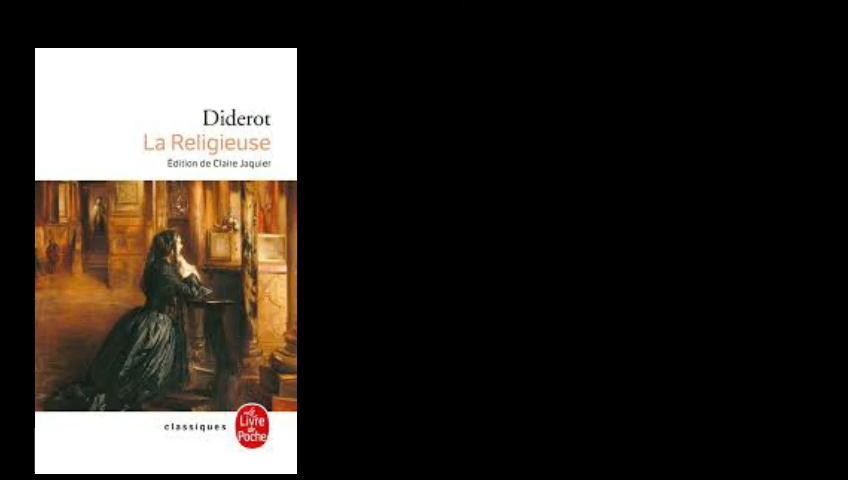 Diderot
La Religieuse
Édition de Claire Jaquier
classiques
Le
Livre
de
Poche